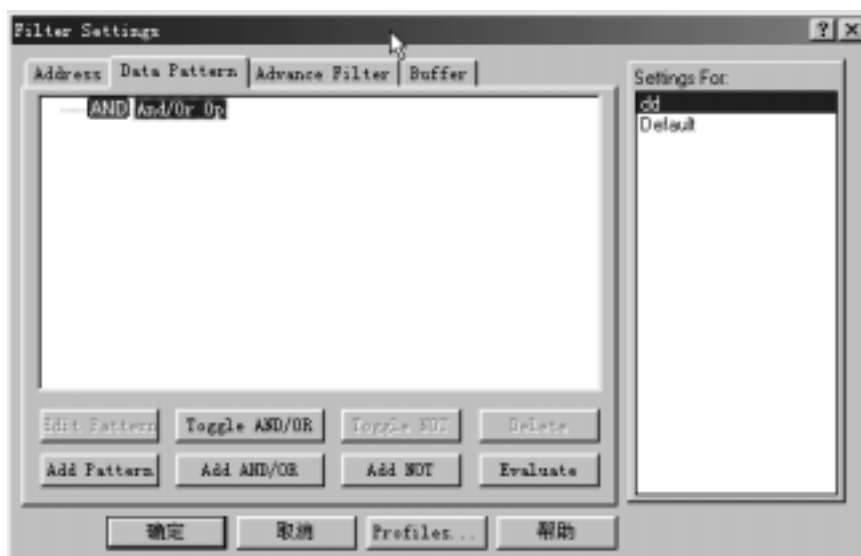 Filter Settings
Address Data Pattern Advance Filter Buffer
AND And/Or Op
Edit Pattern Toggle AND/OR Toggle NOT Delete
Add Pattern Add AND/OR Add NOT Evaluate
Settings For:
dd
Default
确定 取消 Profiles... 帮助